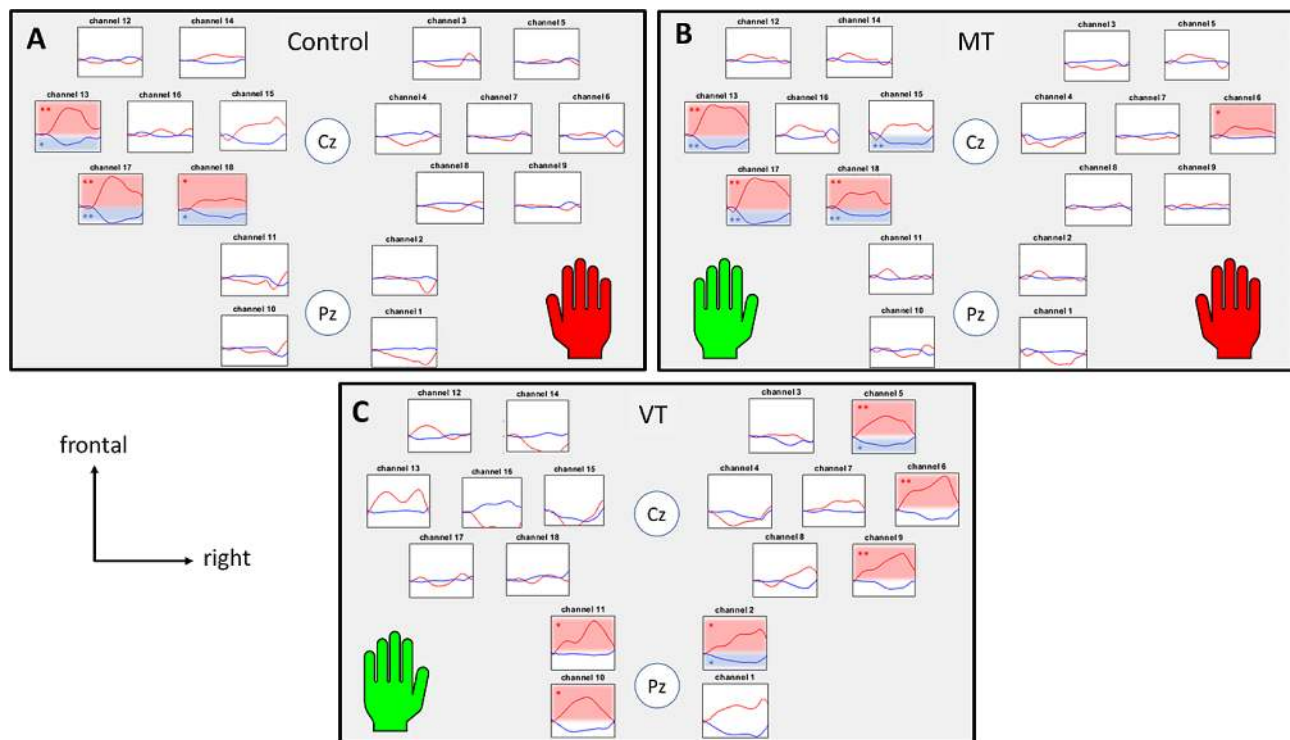 A
Control
channel 12
channel 14
channel 3
channel 5
channel 13
channel 16
channel 15
channel 4
channel 7
channel 6
**
*
Cz
channel 17
channel 18
channel 8
channel 9
**
*
**
*
channel 11
channel 2
Pz
channel 10
channel 1
B
MT
channel 12
channel 14
channel 3
channel 5
channel 13
channel 16
channel 15
channel 4
channel 7
channel 6
**
*
**
**
Cz
channel 17
channel 18
channel 8
channel 9
**
**
**
**
channel 11
channel 2
Pz
channel 10
channel 1
C
VT
channel 12
channel 14
channel 3
channel 5
**
*
channel 13
channel 16
channel 15
channel 4
channel 7
channel 6
**
Cz
channel 17
channel 18
channel 8
channel 9
**
channel 11
channel 2
*
*
*
channel 10
channel 1
*
Pz
frontal
right